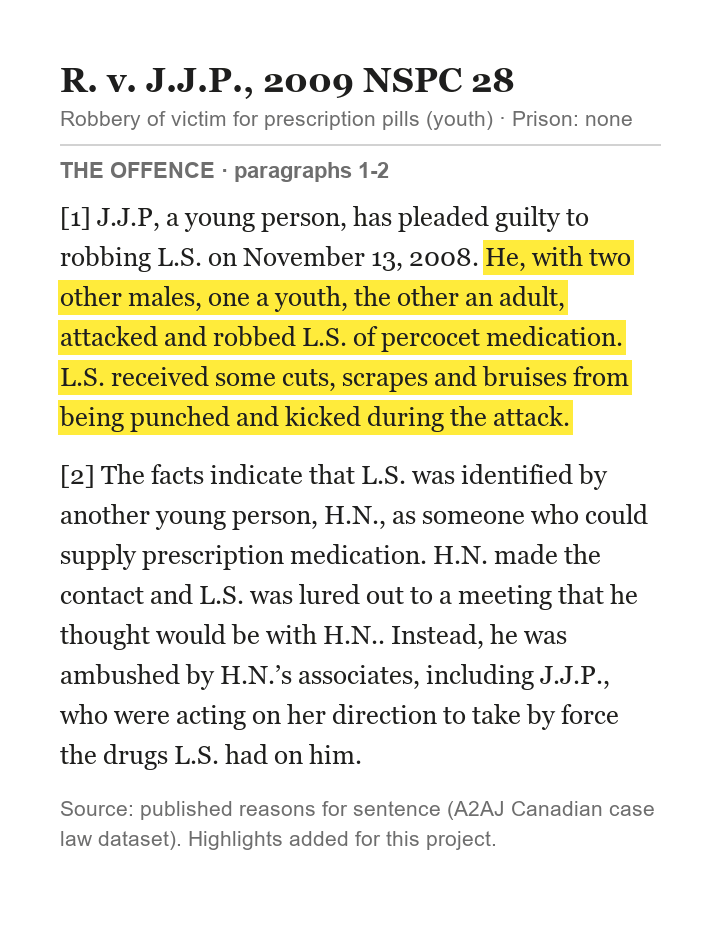 R. v. J.J.P., 2009 NSPC 28
Robbery of victim for prescription pills (youth) · Prison: none
THE OFFENCE · paragraphs 1-2
[1] J.J.P, a young person, has pleaded guilty to
robbing L.S. on November 13, 2008. He, with two
other males, one a youth, the other an adult,
attacked and robbed L.S. of percocet medication.
L.S. received some cuts, scrapes and bruises from
being punched and kicked during the attack.
[2] The facts indicate that L.S. was identified by
another young person, H.N., as someone who could
supply prescription medication. H.N. made the
contact and L.S. was lured out to a meeting that he
thought would be with H.N.. Instead, he was
ambushed by H.N.’s associates, including J.J.P.,
who were acting on her direction to take by force
the drugs L.S. had on him.
Source: published reasons for sentence (A2AJ Canadian case
law dataset). Highlights added for this project.